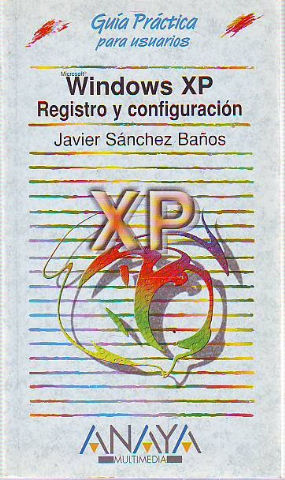 Guía Práctica
para usuarios
Microsoft®
Windows XP
Registro y configuración
Javier Sánchez Baños
XP
ANAYA
MULTIMEDIA